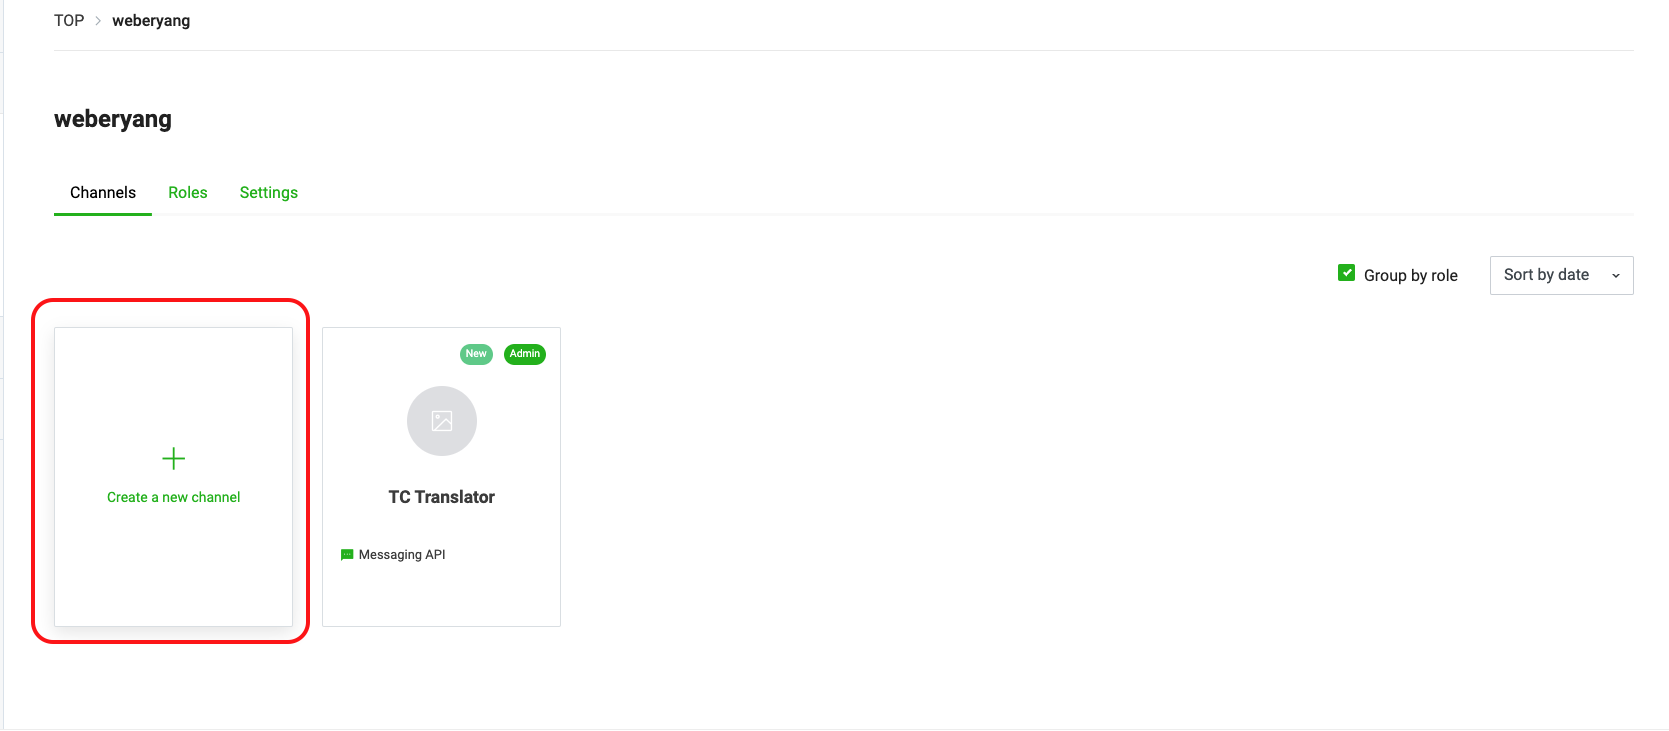 TOP > weberyang
weberyang
Channels Roles Settings
Group by role Sort by date
New Admin
Create a new channel
TC Translator
Messaging API